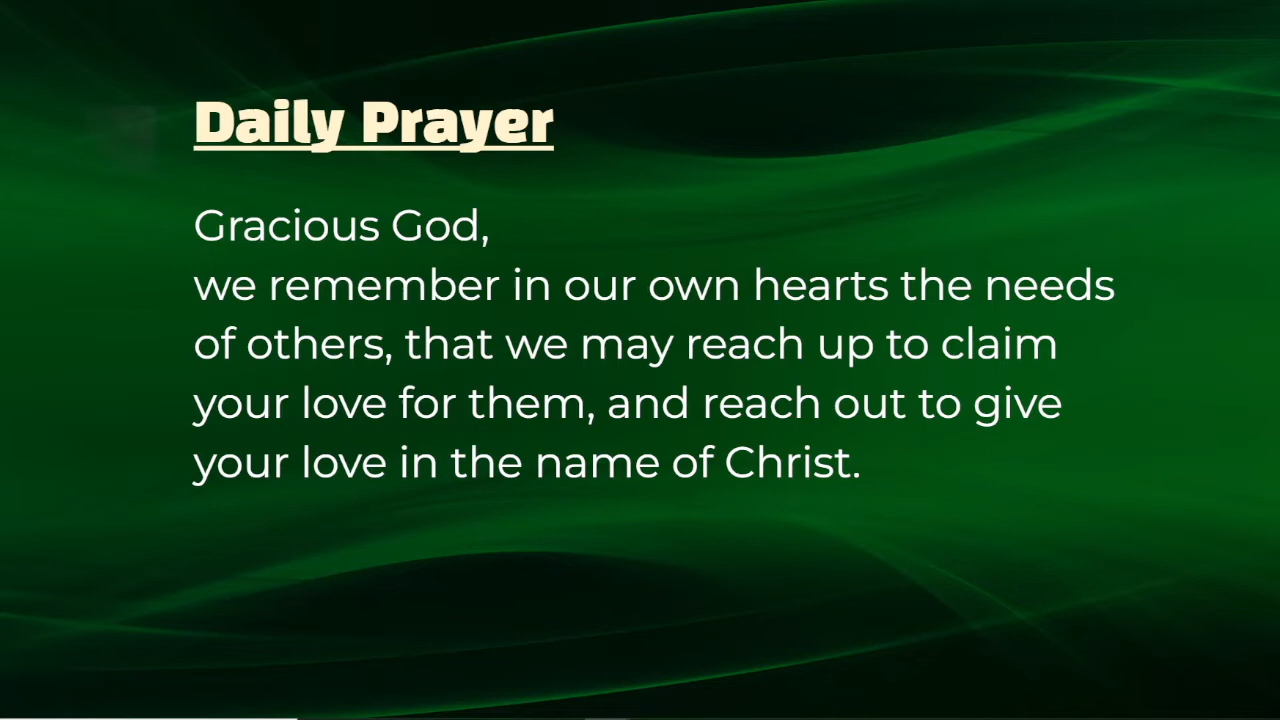 Daily Prayer
Gracious God,
we remember in our own hearts the needs
of others, that we may reach up to claim
your love for them, and reach out to give
your love in the name of Christ.